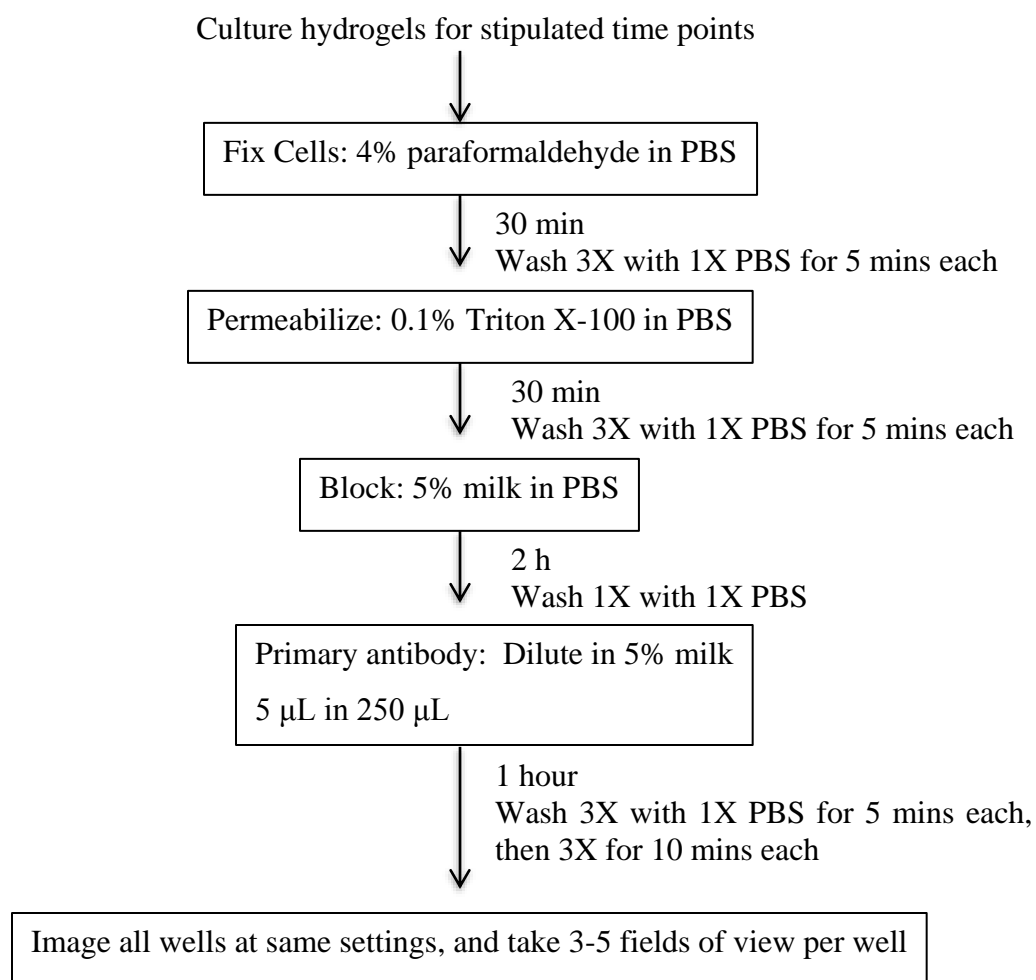 Culture hydrogels for stipulated time points
Fix Cells: 4% paraformaldehyde in PBS
30 min
Wash 3X with 1X PBS for 5 mins each
Permeabilize: 0.1% Triton X-100 in PBS
30 min
Wash 3X with 1X PBS for 5 mins each
Block: 5% milk in PBS
2 h
Wash 1X with 1X PBS
Primary antibody: Dilute in 5% milk
5 μL in 250 μL
1 hour
Wash 3X with 1X PBS for 5 mins each,
then 3X for 10 mins each
Image all wells at same settings, and take 3-5 fields of view per well